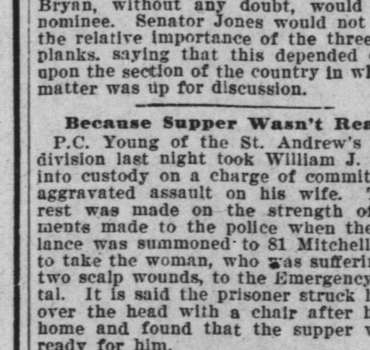 Bryan, without any doubt, would
nominee. Senator Jones would not
the relative importance of the three
planks. saying that this depended
upon the section of the country in
matter was up for discussion.
Because Supper Wasn't
P.C. Young of the St. Andrew's
division last night took William J.
into custody on a charge of
aggravated assault on his wife.
rest was made on the strength
ments made to the police when
lance was summoned to 81 Mitchell
to take the woman, who was
two scalp wounds, to the Emergency
tal. It is said the prisoner struck
over the head with a chair after
home and found that the supper
ready for him.